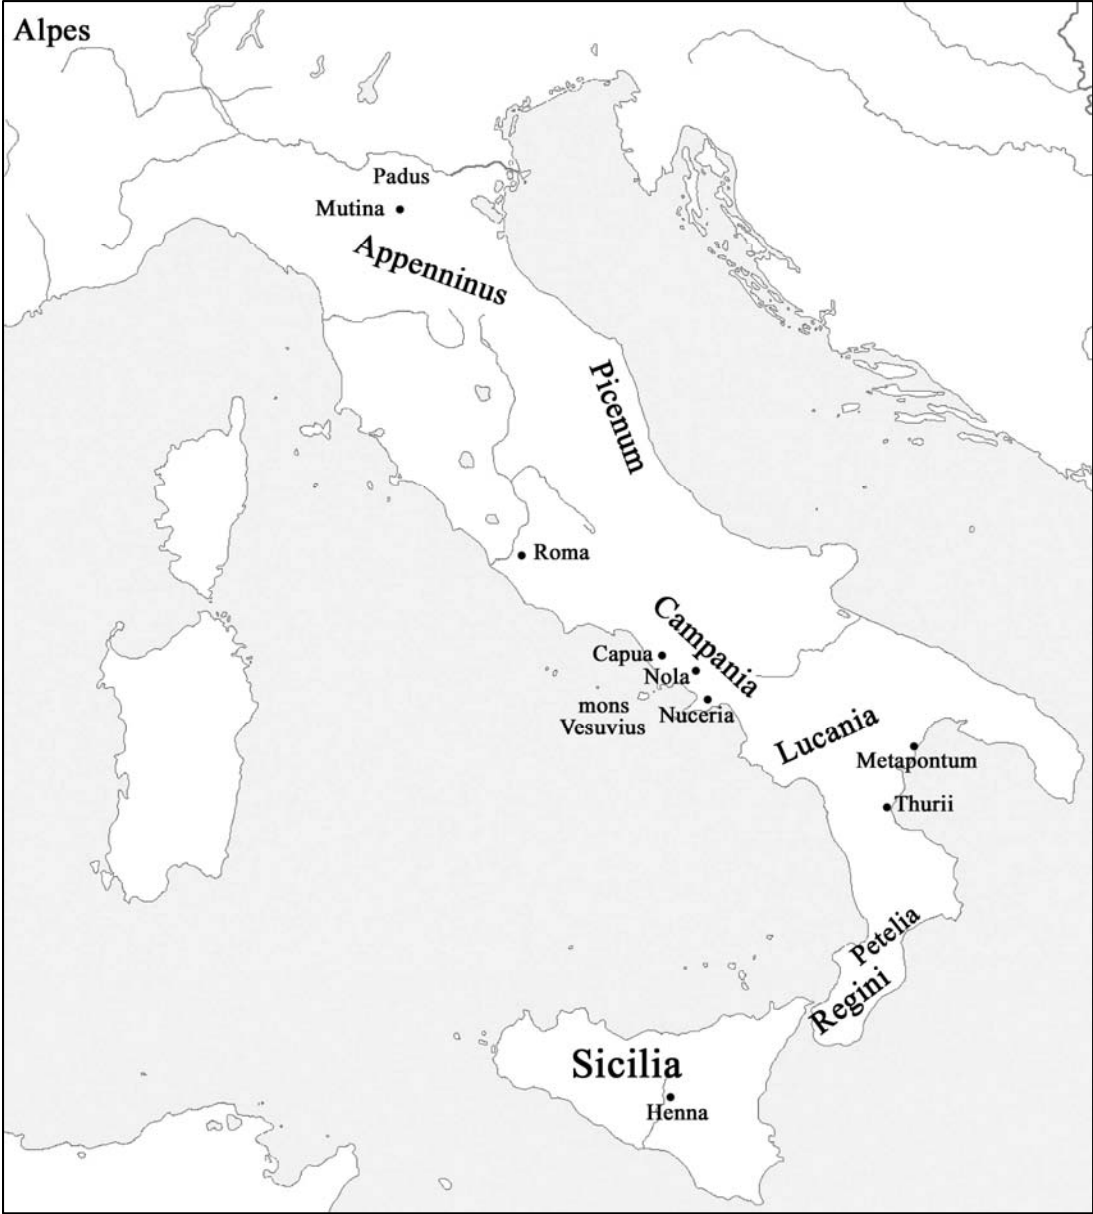 Alpes
Padus
Mutina
Appenninus
Picenum
Roma
Campania
Capua
Nola
mons
Vesuvius
Nuceria
Lucania
Metapontum
Thurii
Petelia
Regini
Sicilia
Henna